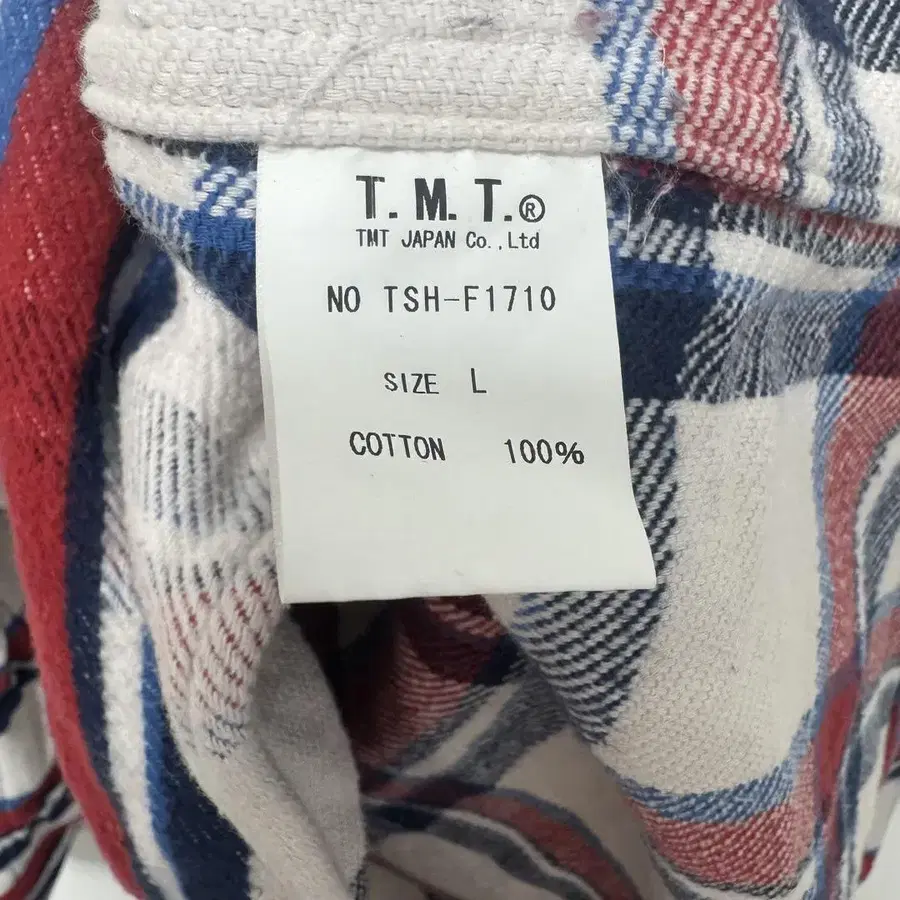 T. M. T.®
TMT JAPAN Co.,Ltd
NO TSH-F1710
SIZE L
COTTON 100%